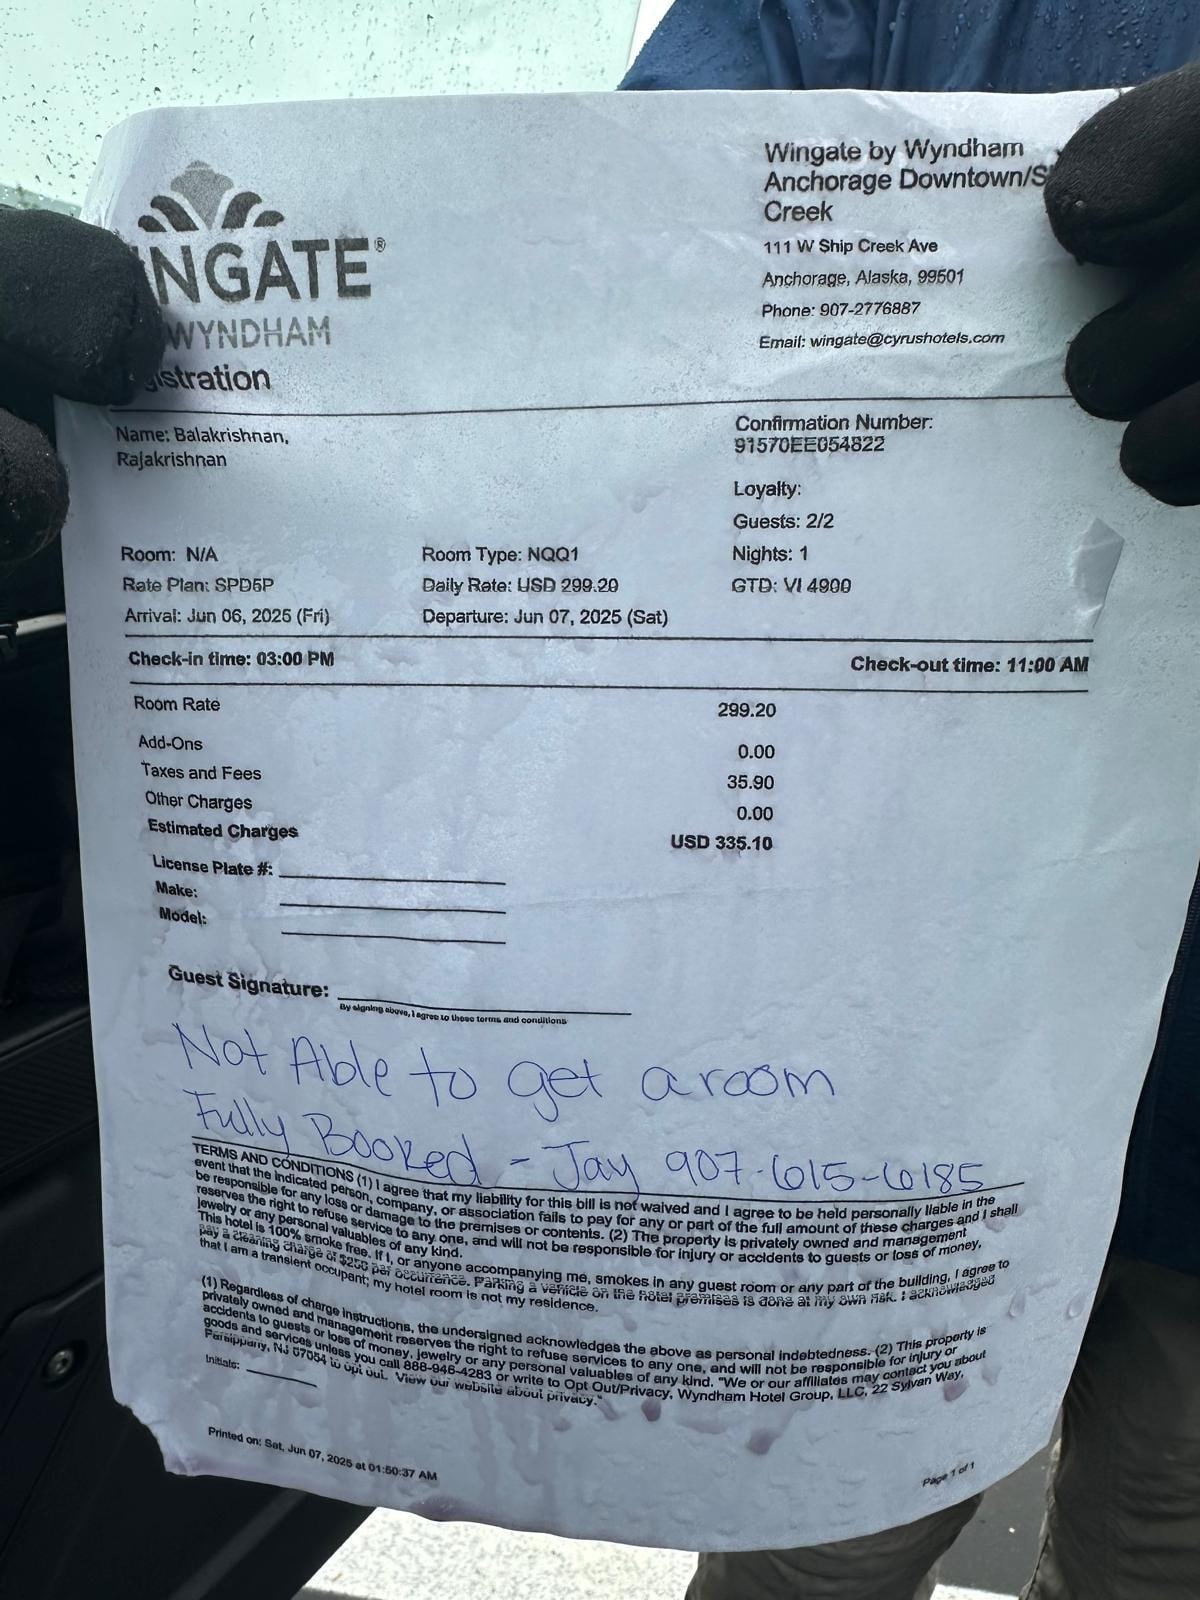 INGATE®
WYNDHAM
istration
Wingate by Wyndham
Anchorage Downtown/S
Creek
111 W Ship Creek Ave
Anchorage, Alaska, 99501
Phone: 907-2776887
Email: wingate@cyrushotels.com
Name: Balakrishnan,
Rajakrishnan
Confirmation Number:
91570EE054822
Loyalty:
Guests: 2/2
Room: N/A Room Type: NQQ1 Nights: 1
Rate Plan: SPD5P Daily Rate: USD 299.20 GTD: VI 4900
Arrival: Jun 06, 2025 (Fri) Departure: Jun 07, 2025 (Sat)
Check-in time: 03:00 PM Check-out time: 11:00 AM
Room Rate 299.20
Add-Ons 0.00
Taxes and Fees 35.90
Other Charges 0.00
Estimated Charges USD 335.10
License Plate #:
Make:
Model:
Guest Signature:
By signing above, I agree to these terms and conditions
Not Able to get a room
Fully Booked - Jay 907-615-6185
TERMS AND CONDITIONS (1) I agree that my liability for this bill is not waived and I agree to be held personally liable in the
event that the indicated person, company, or association fails to pay for any or part of the full amount of these charges and I shall
be responsible for any loss or damage to the premises or contents. (2) The property is privately owned and management
reserves the right to refuse service to any one, and will not be responsible for injury or accidents to guests or loss of money,
jewelry or any personal valuables of any kind.
This hotel is 100% smoke free. If I, or anyone accompanying me, smokes in any guest room or any part of the building, I agree to
pay a cleaning charge of $250 per occurrence. Parking a vehicle on the hotel premises is done at my own risk. I acknowledged
that I am a transient occupant; my hotel room is not my residence.
(1) Regardless of charge instructions, the undersigned acknowledges the above as personal indebtedness. (2) This property is
privately owned and management reserves the right to refuse services to any one, and will not be responsible for injury or
accidents to guests or loss of money, jewelry or any personal valuables of any kind. "We or our affiliates may contact you about
goods and services unless you call 888-946-4283 or write to Opt Out/Privacy, Wyndham Hotel Group, LLC, 22 Sylvan Way,
Parsippany, NJ 07054 to opt out. View our website about privacy."
Initials:
Printed on: Sat, Jun 07, 2025 at 01:50:37 AM
Page 1 of 1